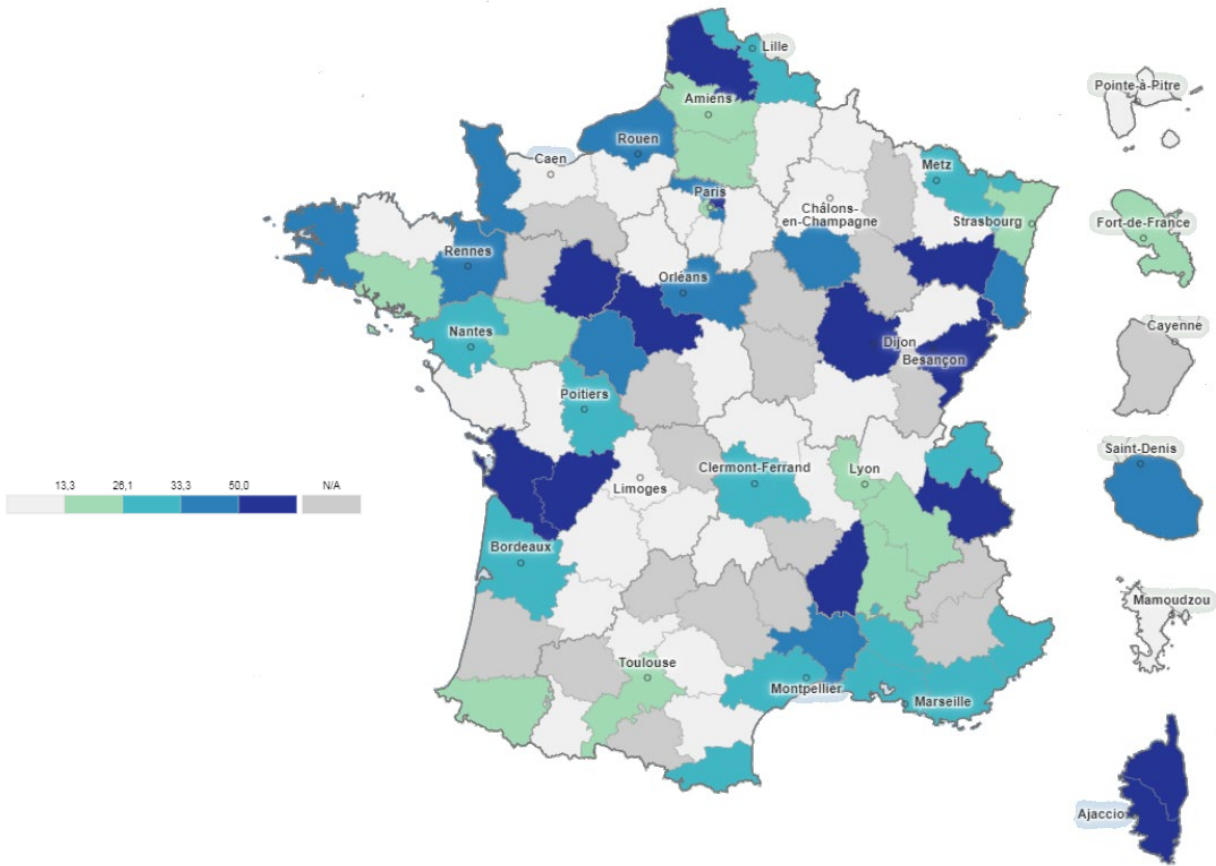 Lille
Pointe-à-Pitre
Amiens
Rouen
Caen
Metz
Paris
Châlons-
en-Champagne
Strasbourg
Fort-de-France
Rennes
Orléans
Cayenne
Nantes
Dijon
Besançon
Poitiers
Saint-Denis
Clermont-Ferrand
Lyon
13,3 26,1 33,3 50,0 N/A
Limoges
Bordeaux
Mamoudzou
Toulouse
Montpellier
Marseille
Ajaccio